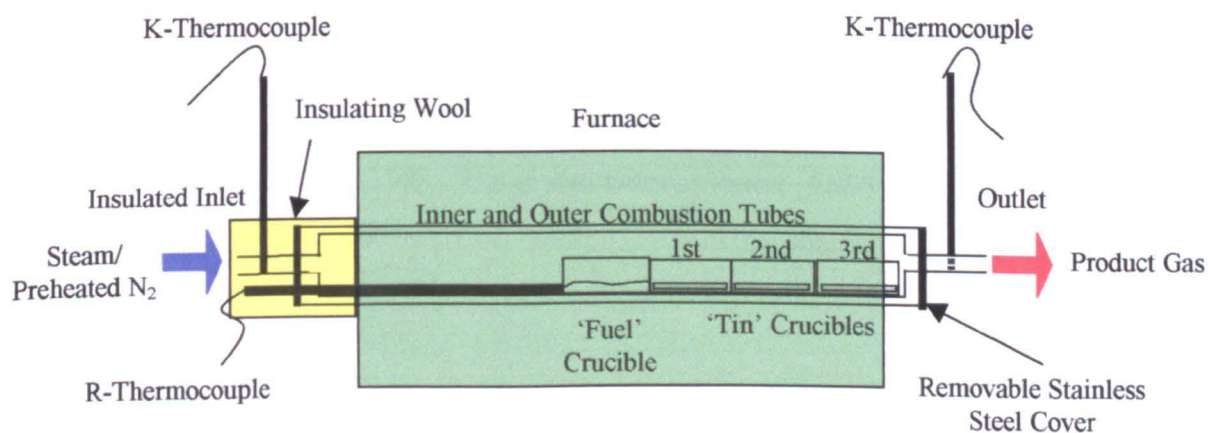 K-Thermocouple
K-Thermocouple
Insulating Wool
Furnace
Insulated Inlet
Inner and Outer Combustion Tubes
Outlet
1st 2nd 3rd
Steam/
Preheated N₂
Product Gas
'Fuel'
Crucible
'Tin' Crucibles
R-Thermocouple
Removable Stainless
Steel Cover